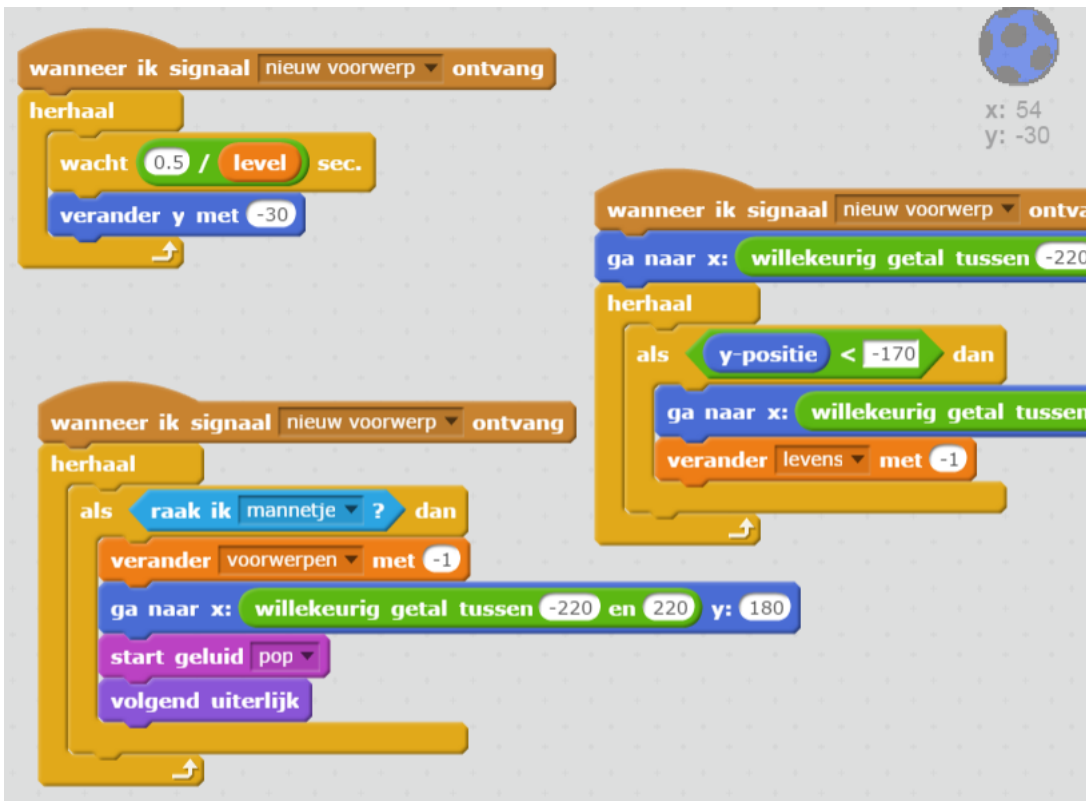 wanneer ik signaal nieuw voorwerp ontvang
herhaal
wacht 0.5 / level sec.
verander y met -30
x: 54
y: -30
wanneer ik signaal nieuw voorwerp ontva
ga naar x: willekeurig getal tussen -220
herhaal
als y-positie < -170 dan
ga naar x: willekeurig getal tussen
verander levens met -1
wanneer ik signaal nieuw voorwerp ontvang
herhaal
als raak ik mannetje ? dan
verander voorwerpen met -1
ga naar x: willekeurig getal tussen -220 en 220 y: 180
start geluid pop
volgend uiterlijk